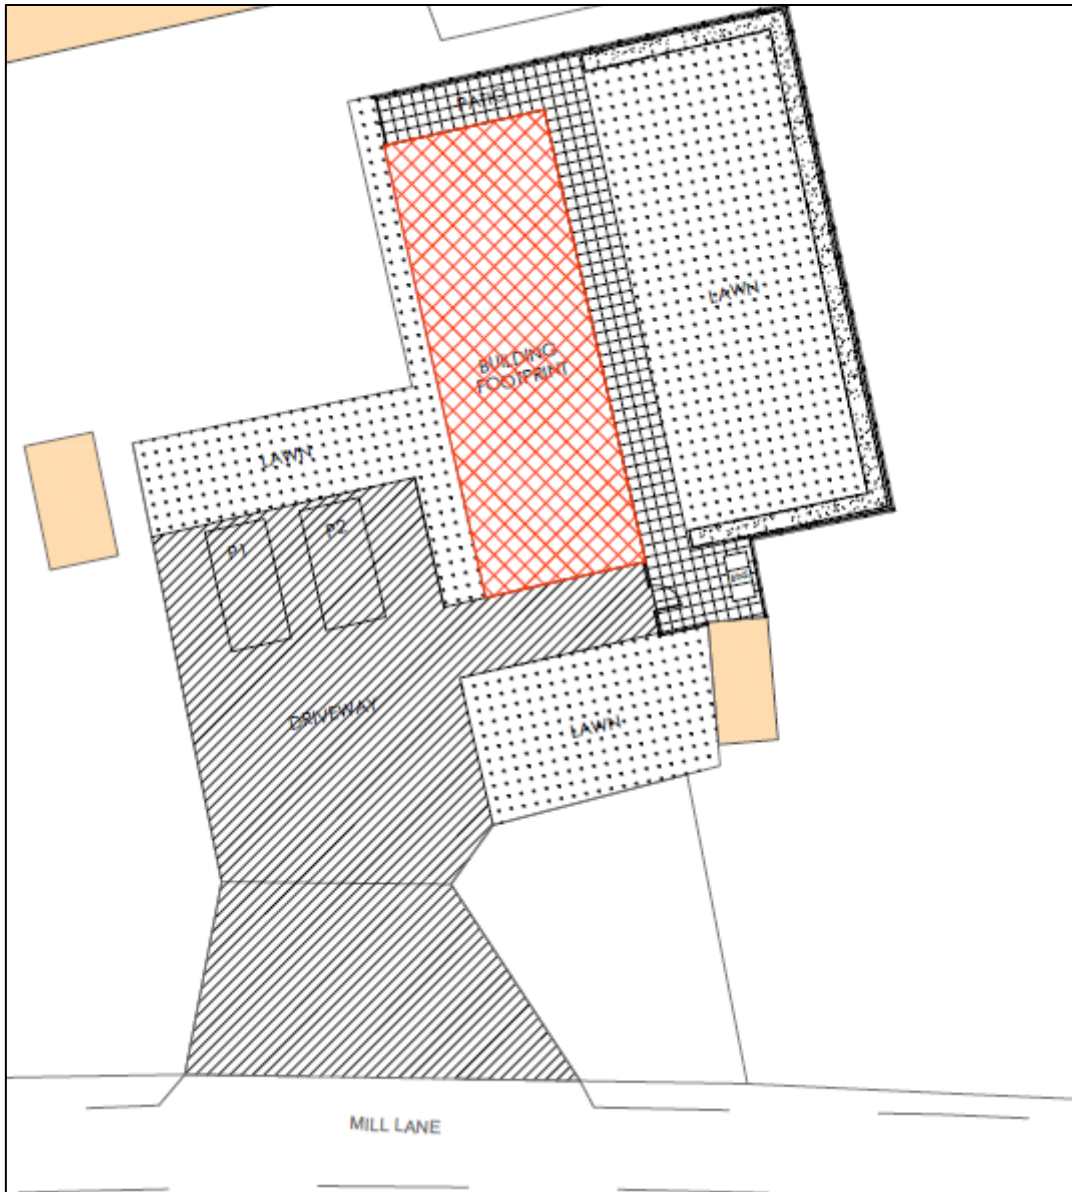 PATIO
LAWN
BUILDING
FOOTPRINT
LAWN
P1
P2
DRIVEWAY
LAWN
MILL LANE